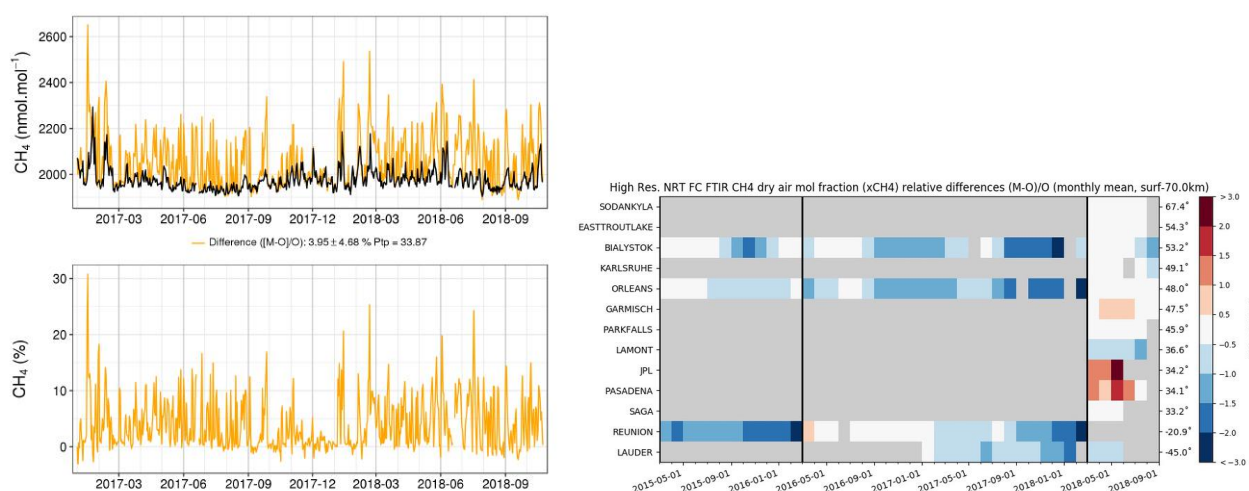 2600
2400
2200
2000
CH₄ (nmol.mol⁻¹)
2017-03 2017-06 2017-09 2017-12 2018-03 2018-06 2018-09
Difference ([M-O]/O): 3.95 ± 4.68 % Ptp = 33.87
30
20
10
0
CH₄ (%)
2017-03 2017-06 2017-09 2017-12 2018-03 2018-06 2018-09
High Res. NRT FC FTIR CH4 dry air mol fraction (xCH4) relative differences (M-O)/O (monthly mean, surf-70.0km)
SODANKYLA 67.4°
EASTTROUTLAKE 54.3°
BIALYSTOK 53.2°
KARLSRUHE 49.1°
ORLEANS 48.0°
GARMISCH 47.5°
PARKFALLS 45.9°
LAMONT 36.6°
JPL 34.2°
PASADENA 34.1°
SAGA 33.2°
REUNION -20.9°
LAUDER -45.0°
2015-05-01 2015-09-01 2016-01-01 2016-05-01 2016-09-01 2017-01-01 2017-05-01 2017-09-01 2018-01-01 2018-05-01 2018-09-01
> 3.0
2.0
1.5
1.0
0.5
−0.5
−1.0
−1.5
−2.0
< −3.0